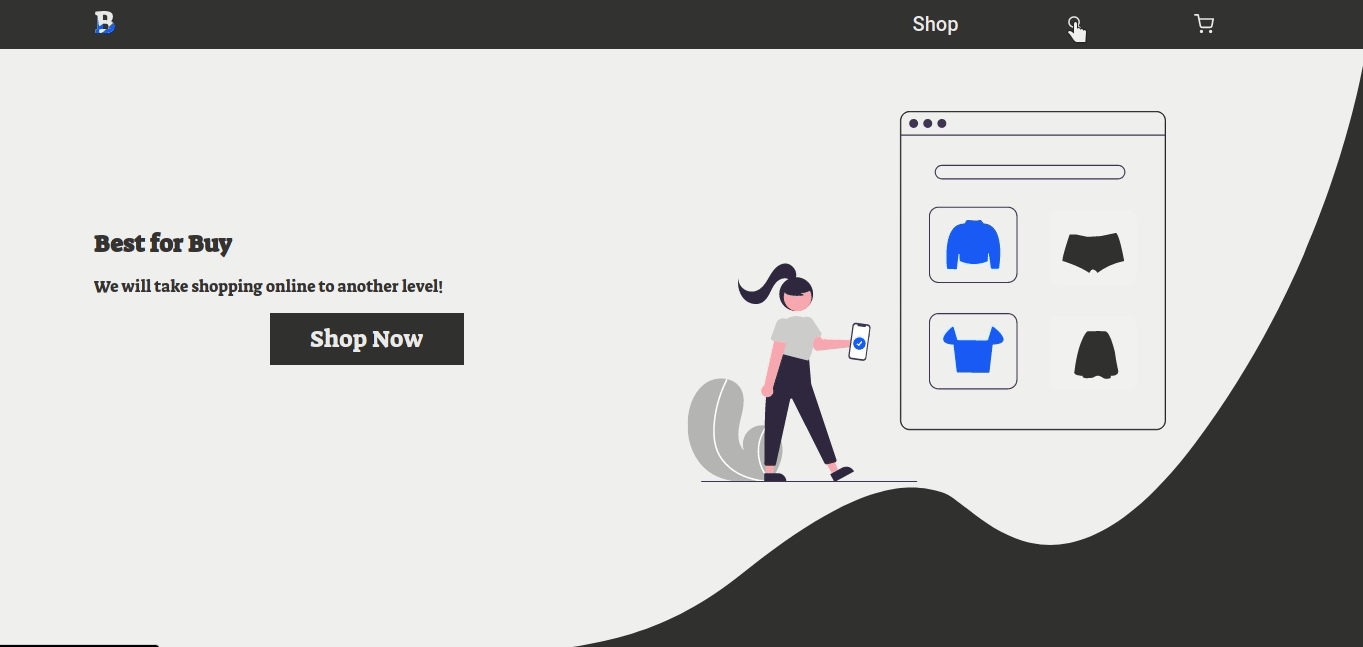 B
Shop
Best for Buy
We will take shopping online to another level!
Shop Now